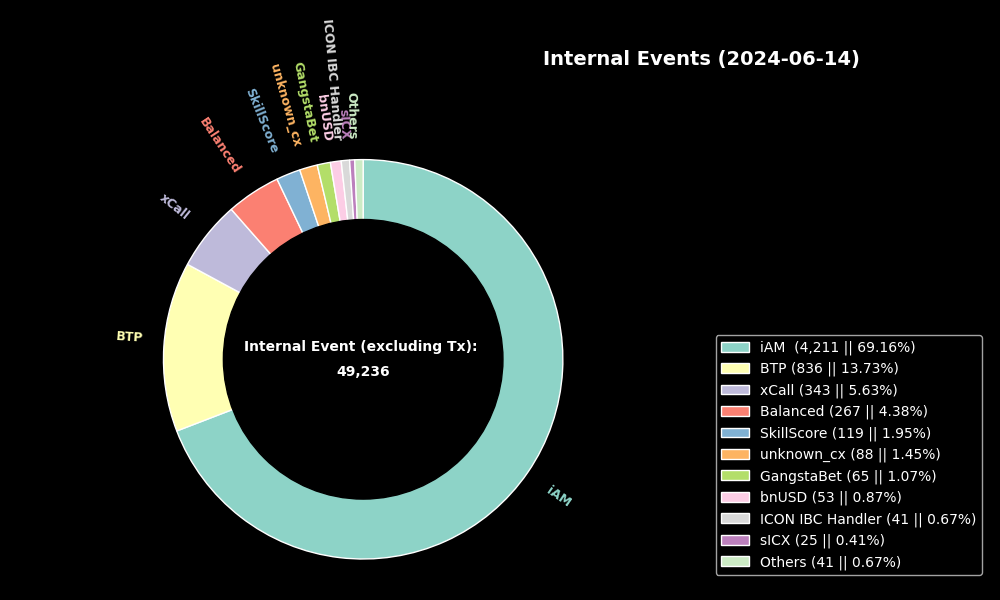 Internal Events (2024-06-14)
ICON IBC Handler
Others
sICX
bnUSD
GangstaBet
unknown_cx
SkillScore
Balanced
xCall
BTP
iAM
Internal Event (excluding Tx):
49,236
iAM  (4,211 || 69.16%)
BTP (836 || 13.73%)
xCall (343 || 5.63%)
Balanced (267 || 4.38%)
SkillScore (119 || 1.95%)
unknown_cx (88 || 1.45%)
GangstaBet (65 || 1.07%)
bnUSD (53 || 0.87%)
ICON IBC Handler (41 || 0.67%)
sICX (25 || 0.41%)
Others (41 || 0.67%)